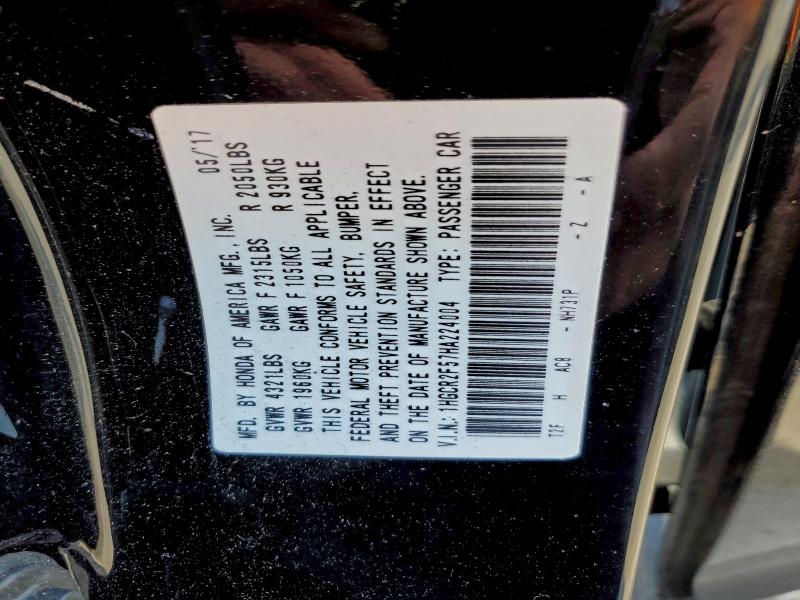 MFD. BY HONDA OF AMERICA MFG., INC. 05/'17
GVWR 4321LBS GAWR F 2315LBS R 2050LBS
GVWR 1960KG GAWR F 1050KG R 930KG
THIS VEHICLE CONFORMS TO ALL APPLICABLE
FEDERAL MOTOR VEHICLE SAFETY, BUMPER,
AND THEFT PREVENTION STANDARDS IN EFFECT
ON THE DATE OF MANUFACTURE SHOWN ABOVE.
V.I.N.: 1HGCR2F57HA224004 TYPE: PASSENGER CAR
T2F H AC8 - NH731P - Z - A